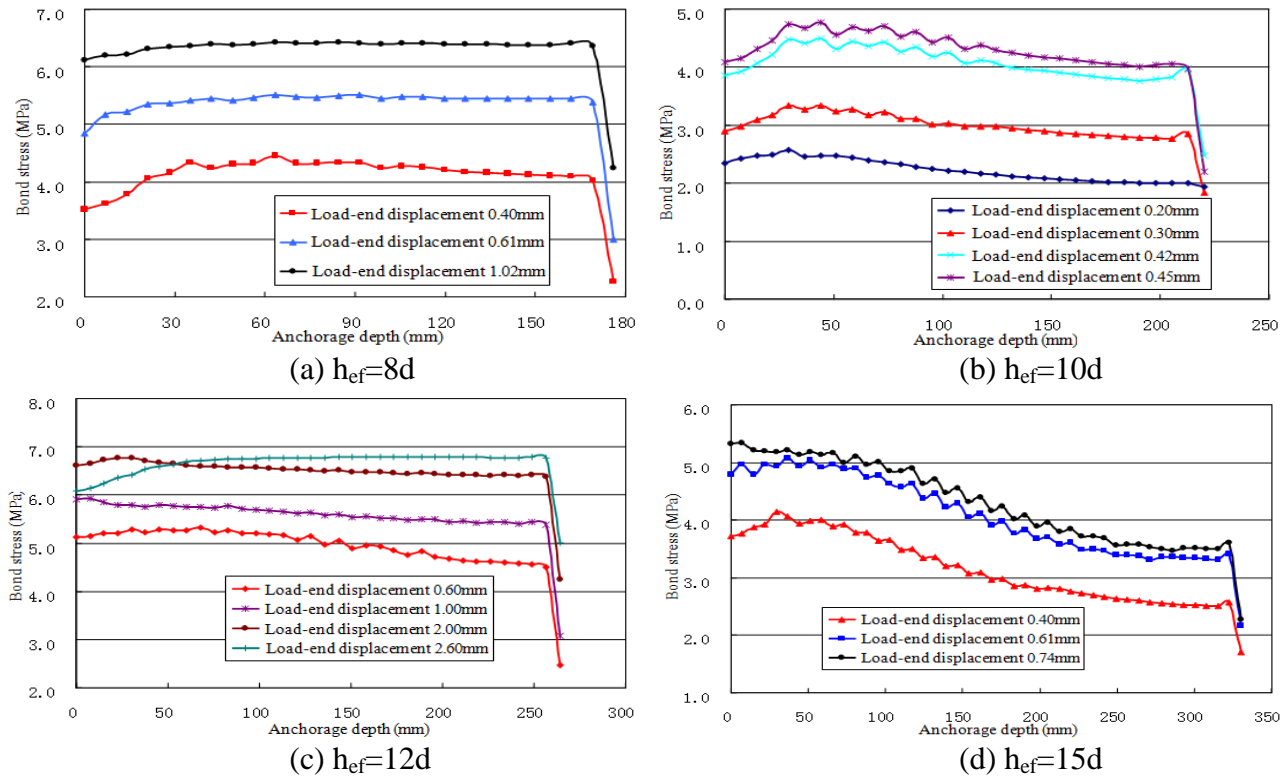 7.0
6.0
5.0
4.0
3.0
2.0
Bond stress (MPa)
Load-end displacement 0.40mm
Load-end displacement 0.61mm
Load-end displacement 1.02mm
0 30 60 90 120 150 180
Anchorage depth (mm)
(a) hef=8d
5.0
4.0
3.0
2.0
1.0
0.0
Bond stress (MPa)
Load-end displacement 0.20mm
Load-end displacement 0.30mm
Load-end displacement 0.42mm
Load-end displacement 0.45mm
0 50 100 150 200 250
Anchorage depth (mm)
(b) hef=10d
8.0
7.0
6.0
5.0
4.0
3.0
2.0
Bond stress (MPa)
Load-end displacement 0.60mm
Load-end displacement 1.00mm
Load-end displacement 2.00mm
Load-end displacement 2.60mm
0 50 100 150 200 250 300
Anchorage depth (mm)
(c) hef=12d
6.0
5.0
4.0
3.0
2.0
1.0
Bond stress (MPa)
Load-end displacement 0.40mm
Load-end displacement 0.61mm
Load-end displacement 0.74mm
0 50 100 150 200 250 300 350
Anchorage depth (mm)
(d) hef=15d